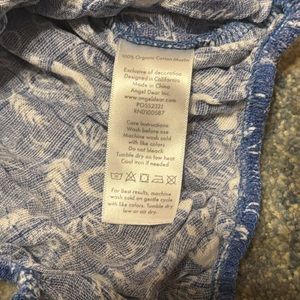 100% Organic Cotton Muslin
Exclusive of decoration
Designed in California
Made in China
Angel Dear Inc.
www.angeldear.com
RN0100587
Care Instructions
Wash before use
Machine wash cold
with like colors
Do not bleach
Tumble dry on low heat
Cool iron if needed
For best results, machine
wash cold on gentle cycle
with like colors. Tumble dry
low or air dry.